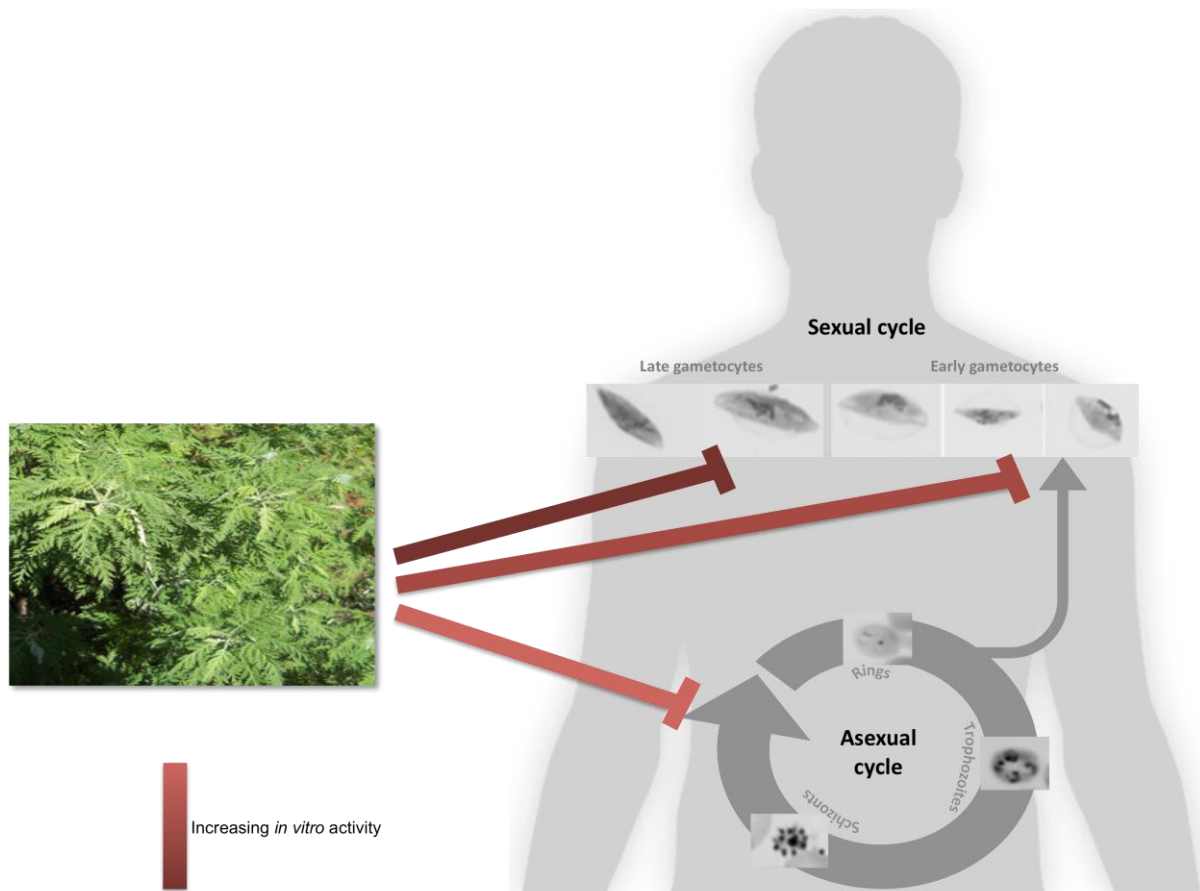 Sexual cycle
Late gametocytes
Early gametocytes
Rings
Trophozoites
Asexual
cycle
Schizonts
Increasing in vitro activity